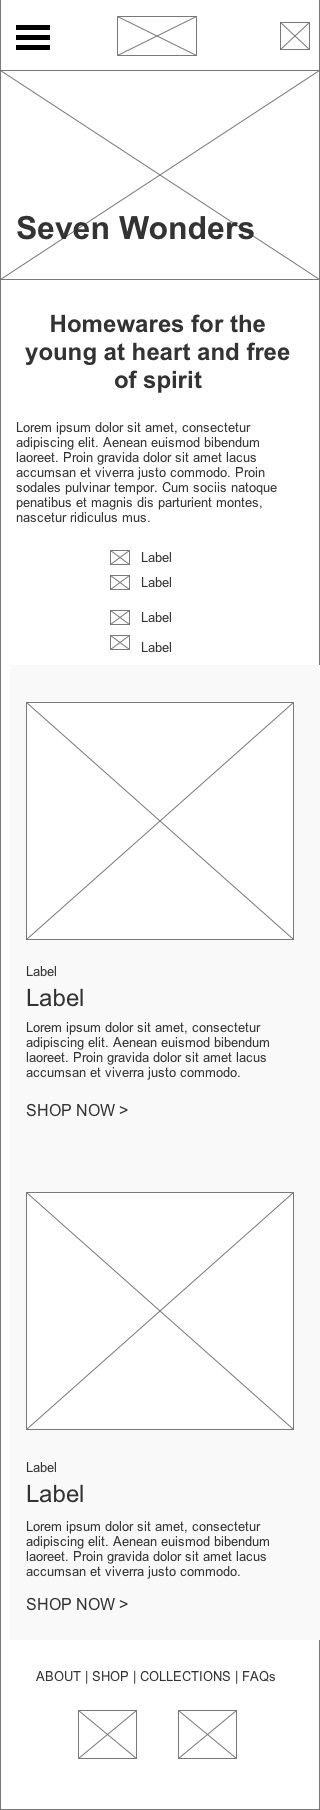 Seven Wonders
Homewares for the
young at heart and free
of spirit
Lorem ipsum dolor sit amet, consectetur
adipiscing elit. Aenean euismod bibendum
laoreet. Proin gravida dolor sit amet lacus
accumsan et viverra justo commodo. Proin
sodales pulvinar tempor. Cum sociis natoque
penatibus et magnis dis parturient montes,
nascetur ridiculus mus.
Label
Label
Label
Label
Label
Label
Lorem ipsum dolor sit amet, consectetur
adipiscing elit. Aenean euismod bibendum
laoreet. Proin gravida dolor sit amet lacus
accumsan et viverra justo commodo.
SHOP NOW >
Label
Label
Lorem ipsum dolor sit amet, consectetur
adipiscing elit. Aenean euismod bibendum
laoreet. Proin gravida dolor sit amet lacus
accumsan et viverra justo commodo.
SHOP NOW >
ABOUT | SHOP | COLLECTIONS | FAQs